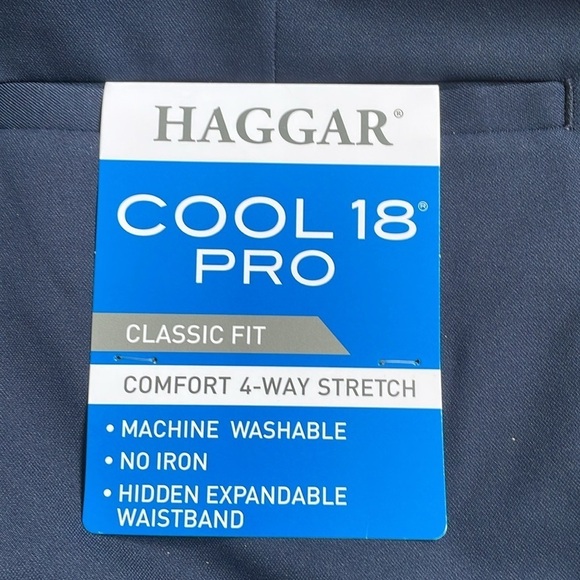 HAGGAR®
COOL 18®
PRO
CLASSIC FIT
COMFORT 4-WAY STRETCH
• MACHINE WASHABLE
• NO IRON
• HIDDEN EXPANDABLE
WAISTBAND